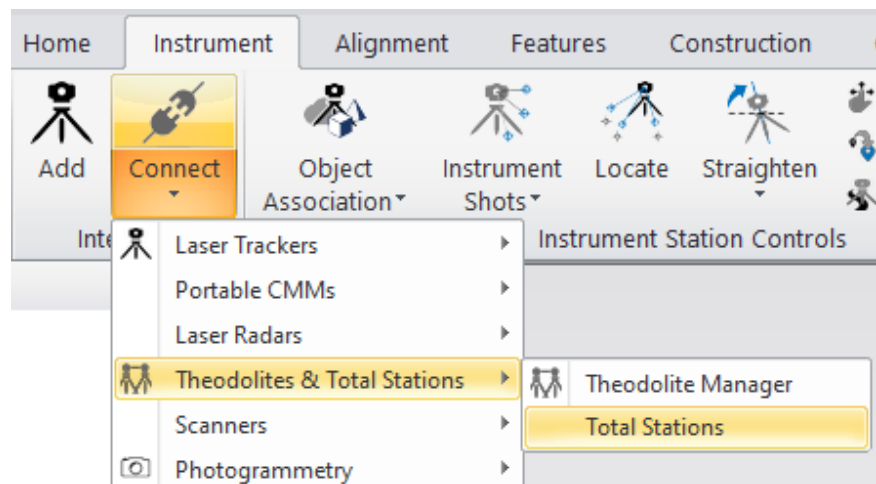 Home Instrument Alignment Features Construction
Add Connect Object Association Instrument Shots Locate Straighten
Inte Instrument Station Controls
Laser Trackers
Portable CMMs
Laser Radars
Theodolites & Total Stations Theodolite Manager
Scanners Total Stations
Photogrammetry